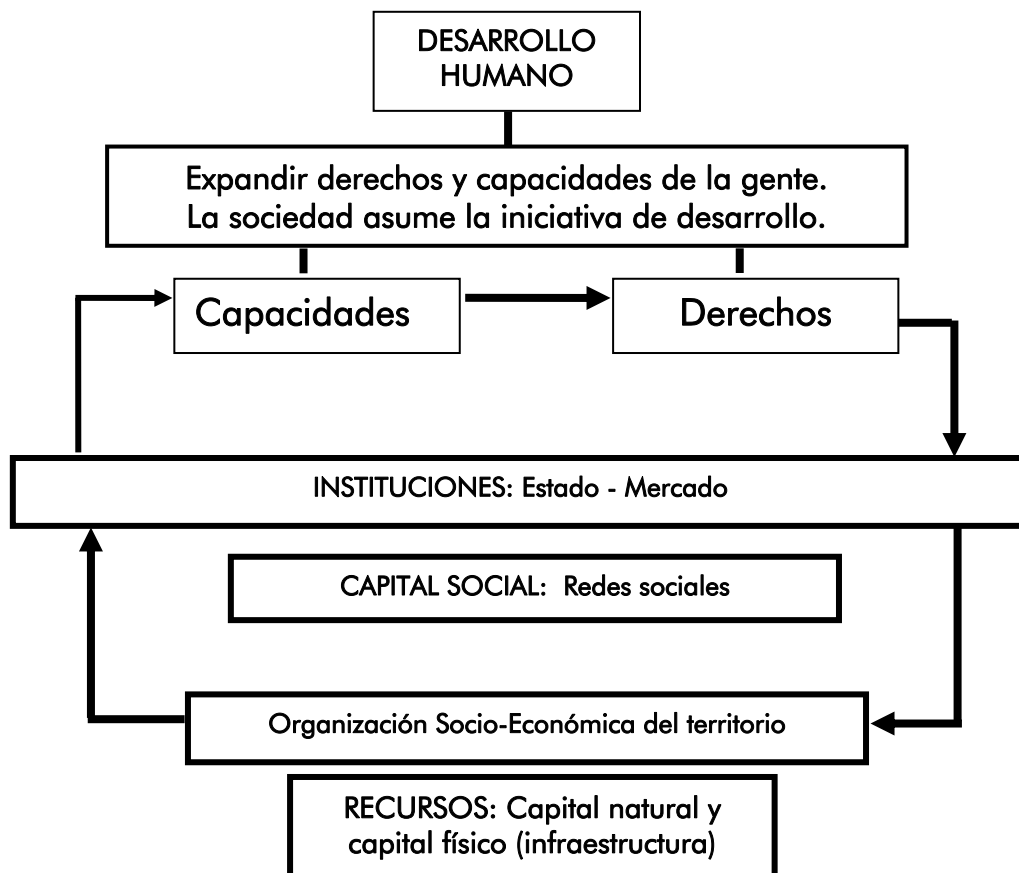 DESARROLLO
HUMANO
Expandir derechos y capacidades de la gente.
La sociedad asume la iniciativa de desarrollo.
Capacidades
Derechos
INSTITUCIONES: Estado - Mercado
CAPITAL SOCIAL: Redes sociales
Organización Socio-Económica del territorio
RECURSOS: Capital natural y
capital físico (infraestructura)